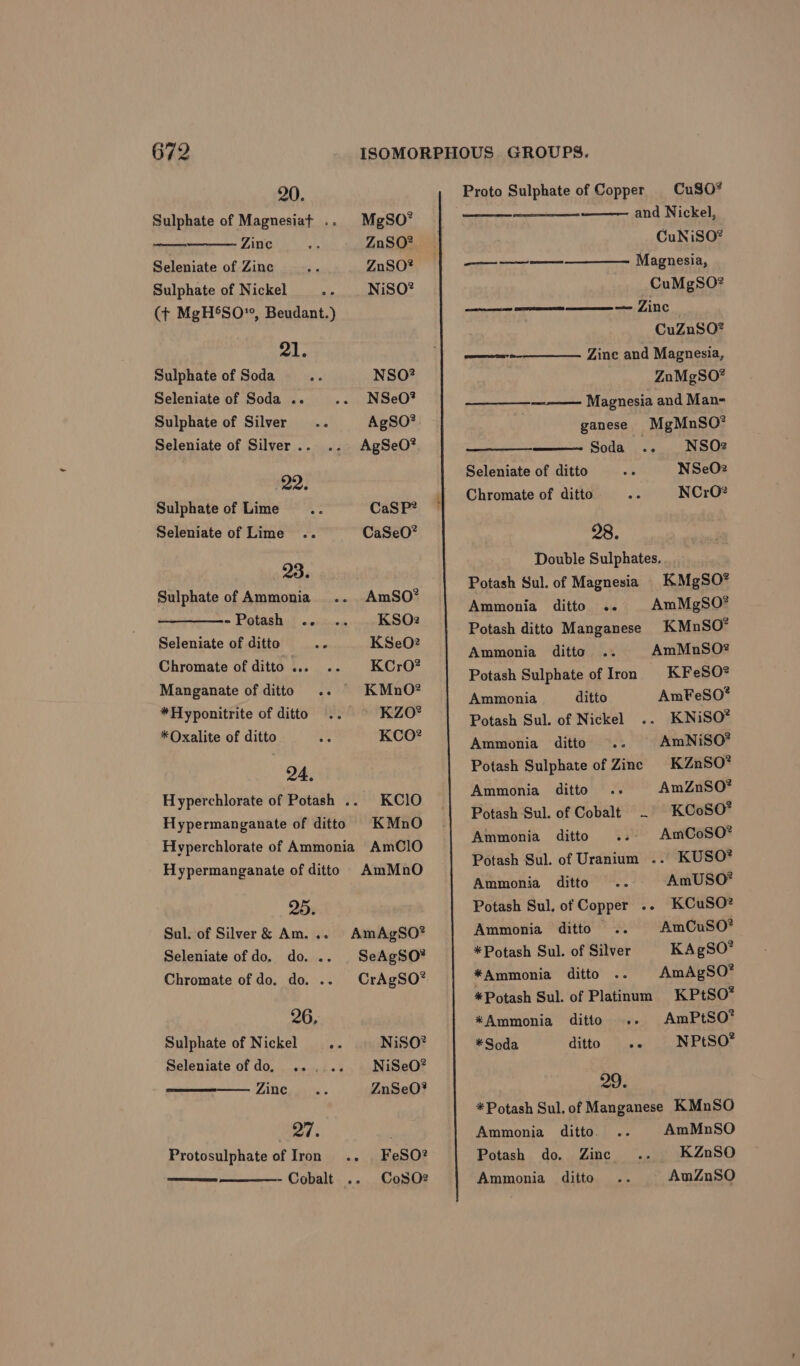 672 ISOMORPHOUS GROUPS.
20.
Sulphate of Magnesia† .. MgSO²
———— Zinc .. ZnSO²
Seleniate of Zinc .. ZnSO²
Sulphate of Nickel .. NiSO²
(† MgH⁶SO¹⁰, Beudant.)
21.
Sulphate of Soda .. NSO²
Seleniate of Soda .. .. NSeO²
Sulphate of Silver .. AgSO²
Seleniate of Silver .. .. AgSeO²
22.
Sulphate of Lime .. CaSP²
Seleniate of Lime .. CaSeO²
23.
Sulphate of Ammonia .. AmSO²
———— Potash .. .. KSO²
Seleniate of ditto .. KSeO²
Chromate of ditto ... .. KCrO²
Manganate of ditto .. KMnO²
*Hyponitrite of ditto .. KZO²
*Oxalite of ditto .. KCO²
24.
Hyperchlorate of Potash .. KClO
Hypermanganate of ditto KMnO
Hyperchlorate of Ammonia AmClO
Hypermanganate of ditto AmMnO
25.
Sul. of Silver & Am. .. AmAgSO²
Seleniate of do. do. .. SeAgSO²
Chromate of do. do. .. CrAgSO²
26.
Sulphate of Nickel .. NiSO²
Seleniate of do. .. .. NiSeO²
———— Zinc .. ZnSeO²
27.
Protosulphate of Iron .. FeSO²
———— Cobalt .. CoSO²
Proto Sulphate of Copper CuSO²
———— and Nickel,
CuNiSO²
———— Magnesia,
CuMgSO²
———— Zinc
CuZnSO²
———— Zinc and Magnesia,
ZnMgSO²
———— Magnesia and Man-
ganese MgMnSO²
———— Soda .. NSO²
Seleniate of ditto .. NSeO²
Chromate of ditto .. NCrO²
28.
Double Sulphates.
Potash Sul. of Magnesia KMgSO²
Ammonia ditto .. AmMgSO²
Potash ditto Manganese KMnSO²
Ammonia ditto .. AmMnSO²
Potash Sulphate of Iron KFeSO²
Ammonia ditto AmFeSO²
Potash Sul. of Nickel .. KNiSO²
Ammonia ditto .. AmNiSO²
Potash Sulphate of Zinc KZnSO²
Ammonia ditto .. AmZnSO²
Potash Sul. of Cobalt .. KCoSO²
Ammonia ditto .. AmCoSO²
Potash Sul. of Uranium .. KUSO²
Ammonia ditto .. AmUSO²
Potash Sul. of Copper .. KCuSO²
Ammonia ditto .. AmCuSO²
*Potash Sul. of Silver KAgSO²
*Ammonia ditto .. AmAgSO²
*Potash Sul. of Platinum KPtSO²
*Ammonia ditto .. AmPtSO²
*Soda ditto .. NPtSO²
29.
*Potash Sul. of Manganese KMnSO
Ammonia ditto .. AmMnSO
Potash do. Zinc .. KZnSO
Ammonia ditto .. AmZnSO